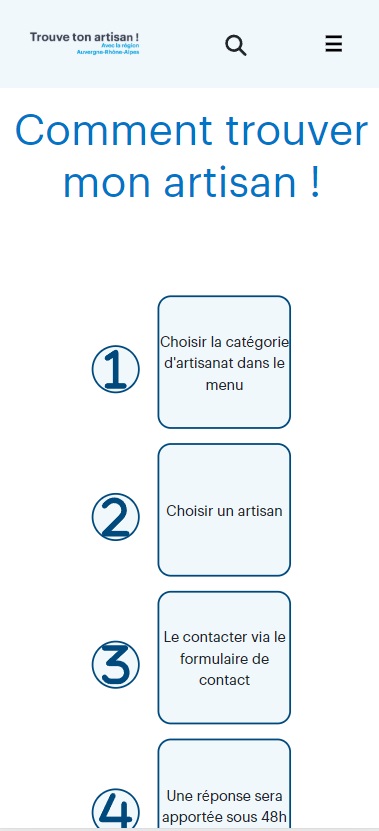 Trouve ton artisan !
Avec la région
Auvergne-Rhône-Alpes
Comment trouver
mon artisan !
1
Choisir la catégorie
d'artisanat dans le
menu
2
Choisir un artisan
3
Le contacter via le
formulaire de
contact
4
Une réponse sera
apportée sous 48h